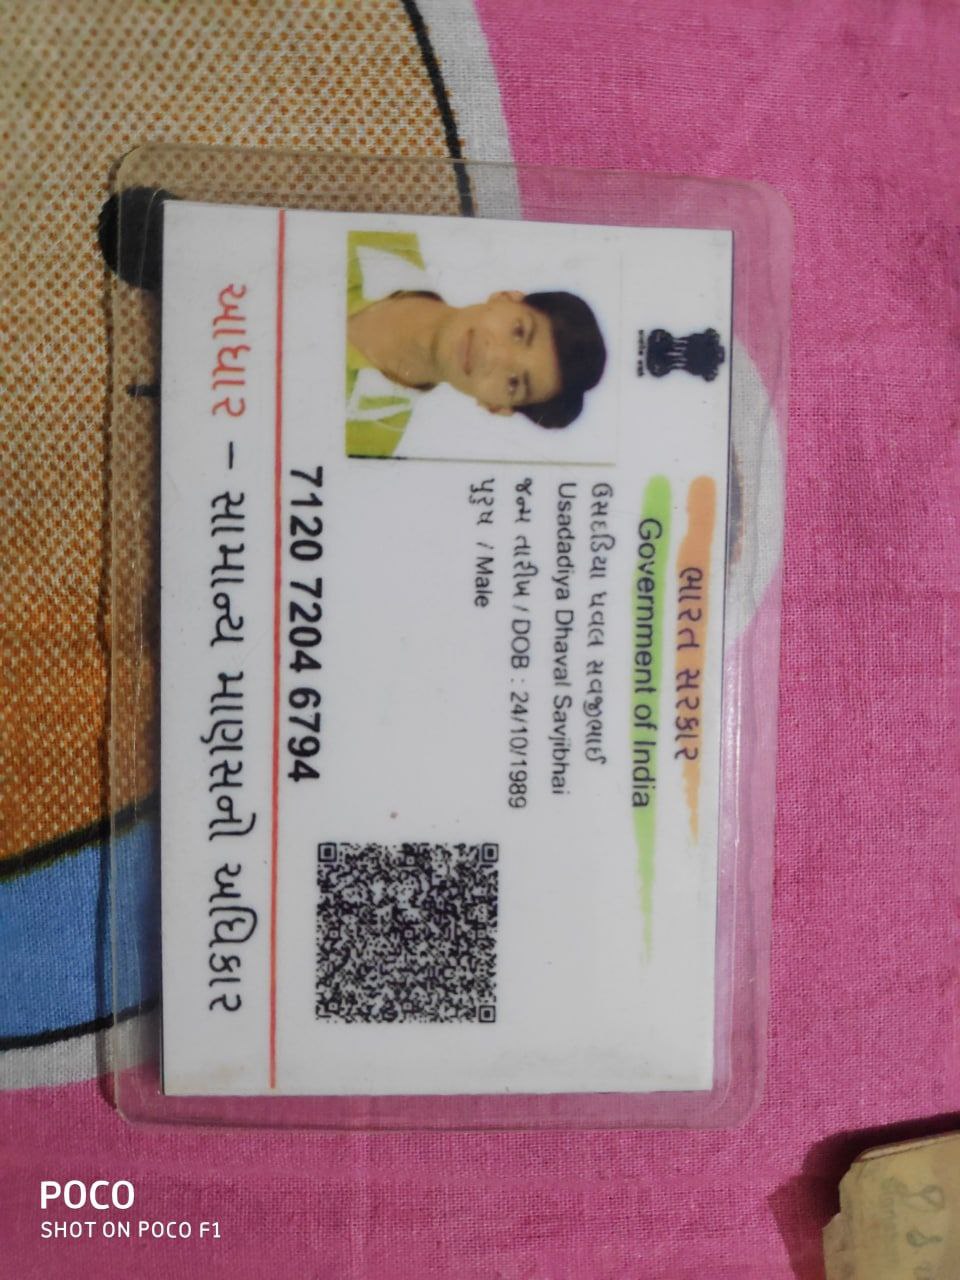 ભારત સરકાર
Government of India
ઉસદડિયા ધવલ સવજીભાઈ
Usadadiya Dhaval Savjibhai
જન્મ તારીખ / DOB : 24/10/1989
પુરુષ / Male
7120 7204 6794
આધાર – સામાન્ય માણસનો અધિકાર
POCO
SHOT ON POCO F1